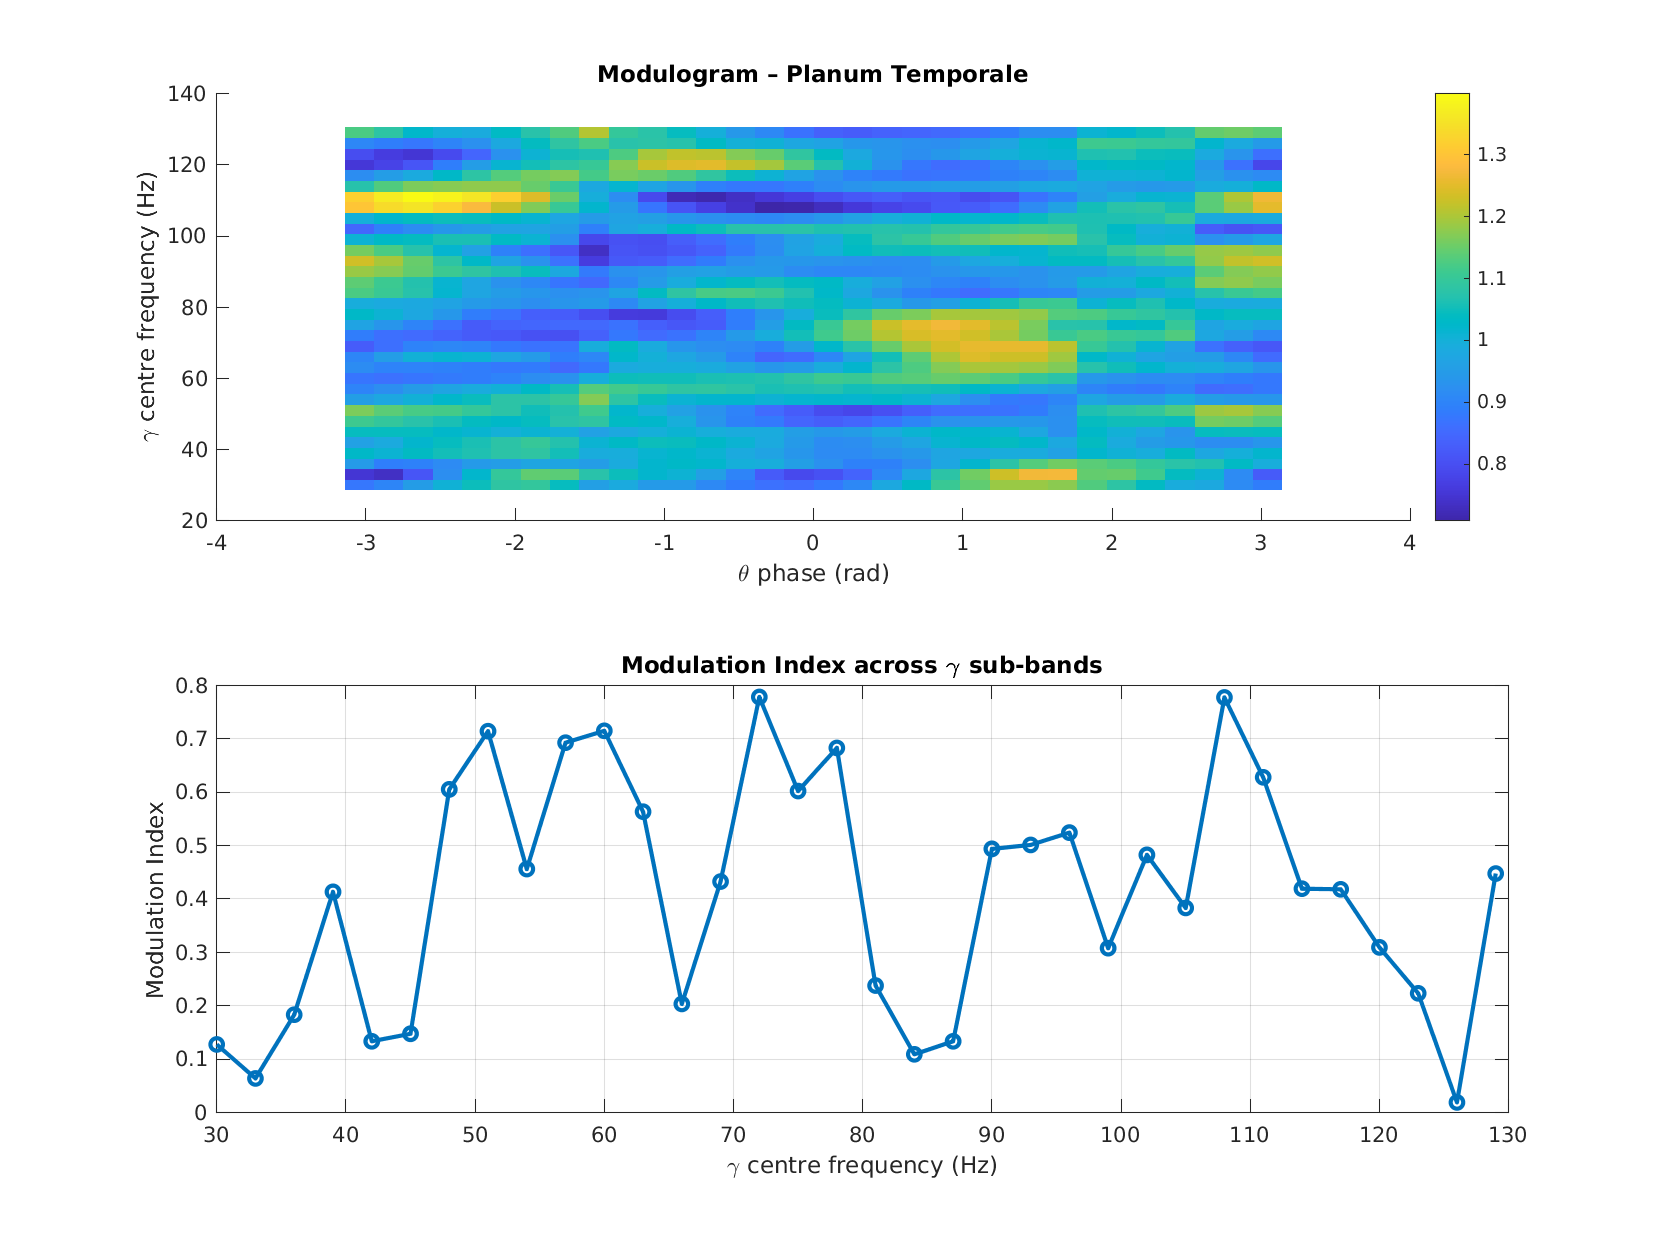 Modulogram – Planum Temporale
γ centre frequency (Hz)
140
120
100
80
60
40
20
-4 -3 -2 -1 0 1 2 3 4
θ phase (rad)
1.3
1.2
1.1
1
0.9
0.8
Modulation Index across γ sub-bands
Modulation Index
0.8
0.7
0.6
0.5
0.4
0.3
0.2
0.1
0
30 40 50 60 70 80 90 100 110 120 130
γ centre frequency (Hz)